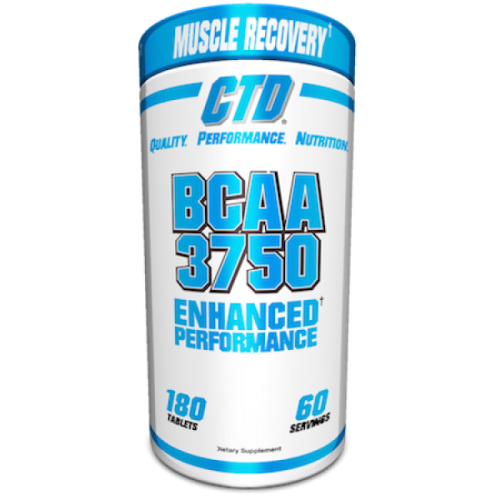 MUSCLE RECOVERY†
CTD®
QUALITY. PERFORMANCE. NUTRITION.
BCAA
3750
ENHANCED†
PERFORMANCE
180 60
TABLETS SERVINGS
Dietary Supplement